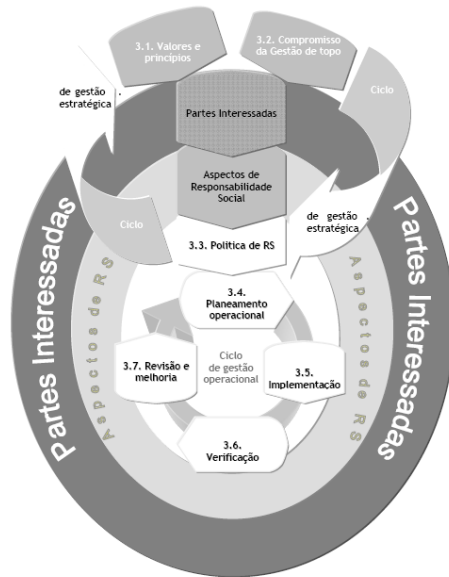 3.1. Valores e
princípios
3.2. Compromisso
da Gestão de topo
de gestão .
estratégica
Ciclo
Partes Interessadas
Aspectos de
Responsabilidade
Social
Ciclo
de gestão .
estratégica
3.3. Politica de RS
Partes Interessadas
Aspectos de RS
Aspectos de RS
Partes Interessadas
3.4.
Planeamento
operacional
3.7. Revisão e
melhoria
Ciclo
de gestão
operacional
3.5.
Implementação
3.6.
Verificação